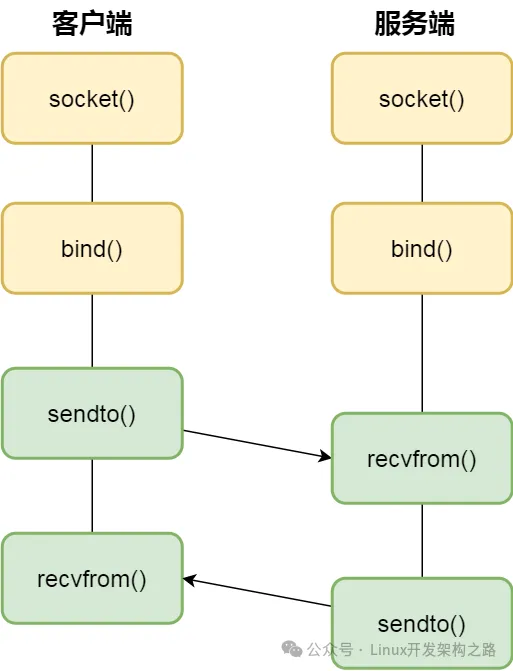 客户端
服务端
socket()
socket()
bind()
bind()
sendto()
recvfrom()
recvfrom()
sendto()
公众号 · Linux开发架构之路